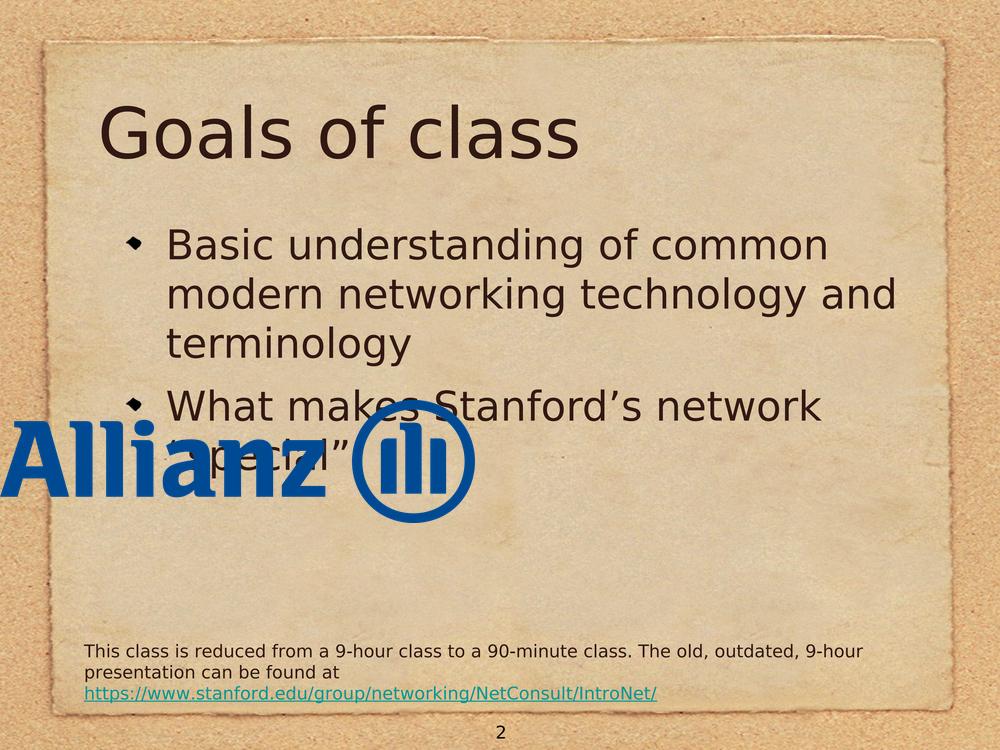 Goals of class
Basic understanding of common
modern networking technology and
terminology
What makes Stanford’s network
“special”
Allianz
This class is reduced from a 9-hour class to a 90-minute class. The old, outdated, 9-hour
presentation can be found at
https://www.stanford.edu/group/networking/NetConsult/IntroNet/
2